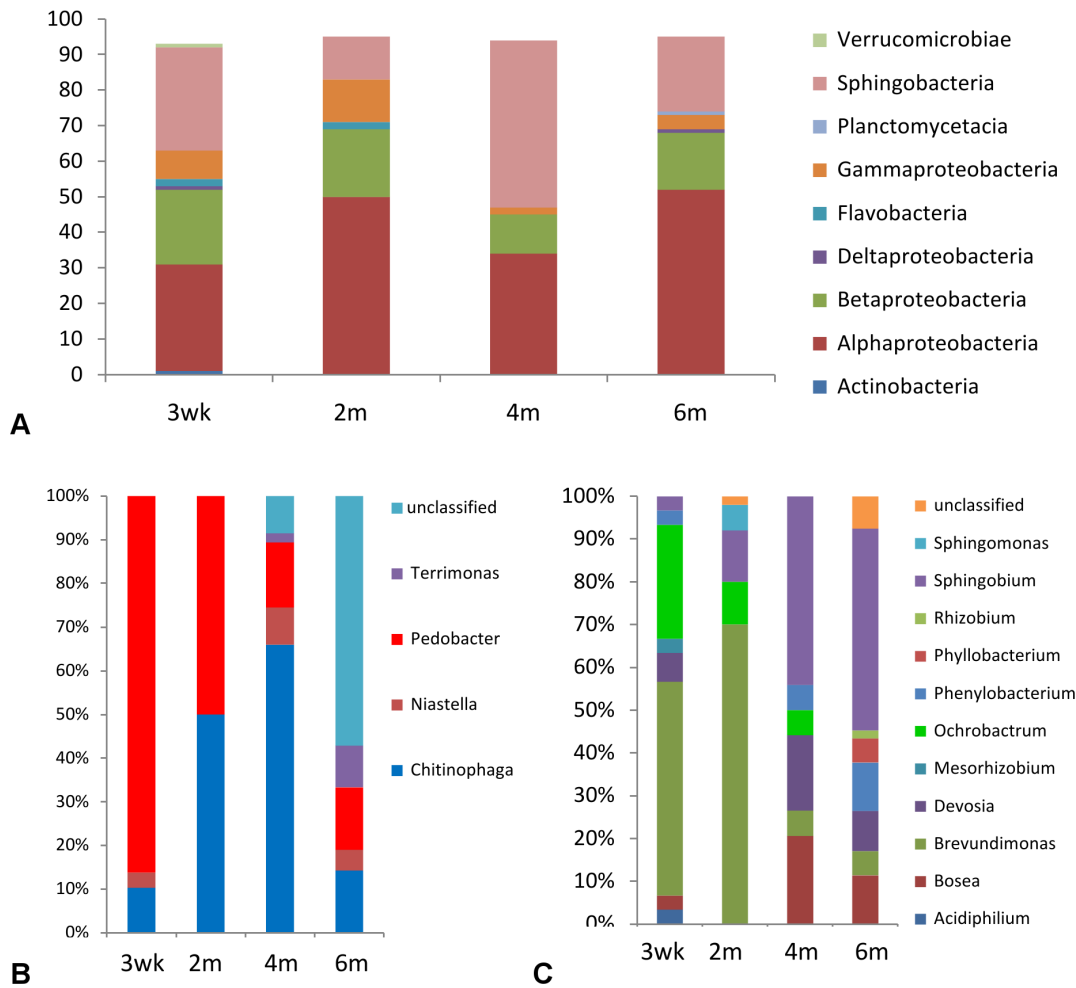 100
90
80
70
60
50
40
30
20
10
0
3wk 2m 4m 6m
Verrucomicrobiae
Sphingobacteria
Planctomycetacia
Gammaproteobacteria
Flavobacteria
Deltaproteobacteria
Betaproteobacteria
Alphaproteobacteria
Actinobacteria
A
100%
90%
80%
70%
60%
50%
40%
30%
20%
10%
0%
3wk 2m 4m 6m
unclassified
Terrimonas
Pedobacter
Niastella
Chitinophaga
B
100%
90%
80%
70%
60%
50%
40%
30%
20%
10%
0%
3wk 2m 4m 6m
unclassified
Sphingomonas
Sphingobium
Rhizobium
Phyllobacterium
Phenylobacterium
Ochrobactrum
Mesorhizobium
Devosia
Brevundimonas
Bosea
Acidiphilium
C